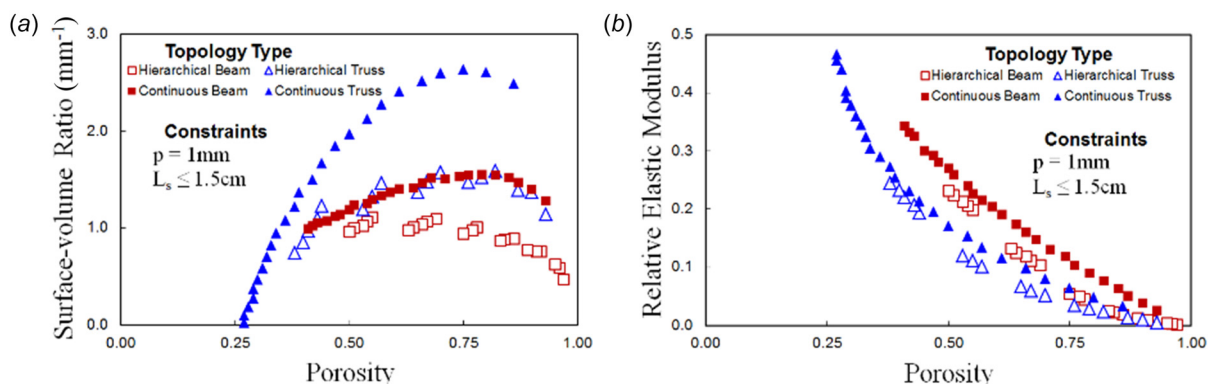 (a)
Surface-volume Ratio (mm⁻¹)
3.0
2.0
1.0
0.0
Topology Type
Hierarchical Beam Hierarchical Truss
Continuous Beam Continuous Truss
Constraints
p = 1mm
Lₛ ≤ 1.5cm
0.00 0.25 0.50 0.75 1.00
Porosity
(b)
Relative Elastic Modulus
0.5
0.4
0.3
0.2
0.1
0.0
Topology Type
Hierarchical Beam Hierarchical Truss
Continuous Beam Continuous Truss
Constraints
p = 1mm
Lₛ ≤ 1.5cm
0.00 0.25 0.50 0.75 1.00
Porosity